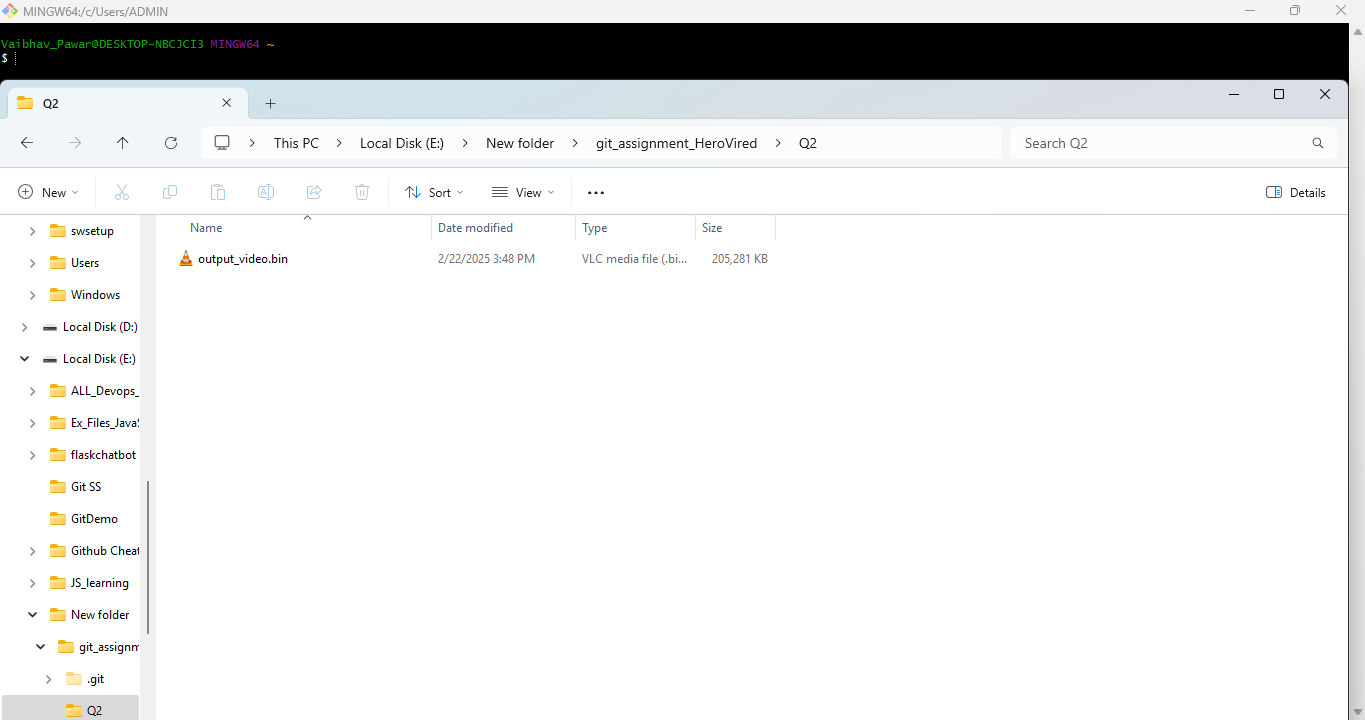 MINGW64:/c/Users/ADMIN
Vaibhav_Pawar@DESKTOP-NBCJCI3 MINGW64 ~
$
Q2
This PC > Local Disk (E:) > New folder > git_assignment_HeroVired > Q2
Search Q2
New
Sort
View
Details
Name Date modified Type Size
output_video.bin 2/22/2025 3:48 PM VLC media file (.bi... 205,281 KB
swsetup
Users
Windows
Local Disk (D:)
Local Disk (E:)
ALL_Devops_
Ex_Files_JavaS
flaskchatbot
Git SS
GitDemo
Github Cheat
JS_learning
New folder
git_assignm
.git
Q2